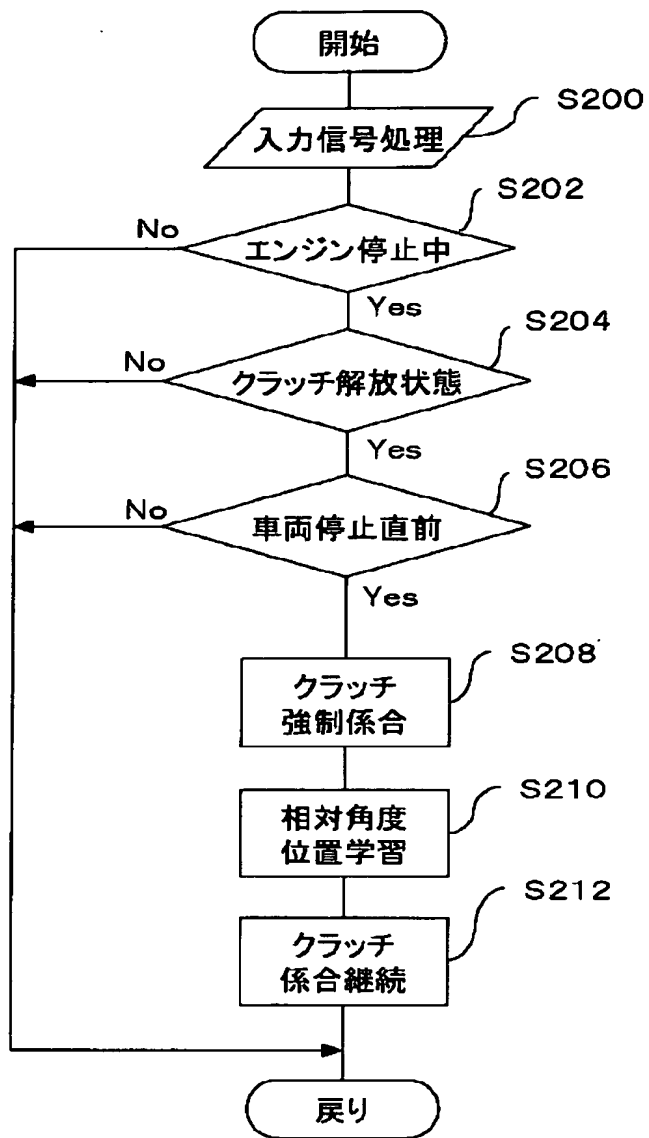 開始
S200
入力信号処理
S202
No
エンジン停止中
Yes
S204
No
クラッチ解放状態
Yes
S206
No
車両停止直前
Yes
S208
クラッチ
強制係合
S210
相対角度
位置学習
S212
クラッチ
係合継続
戻り